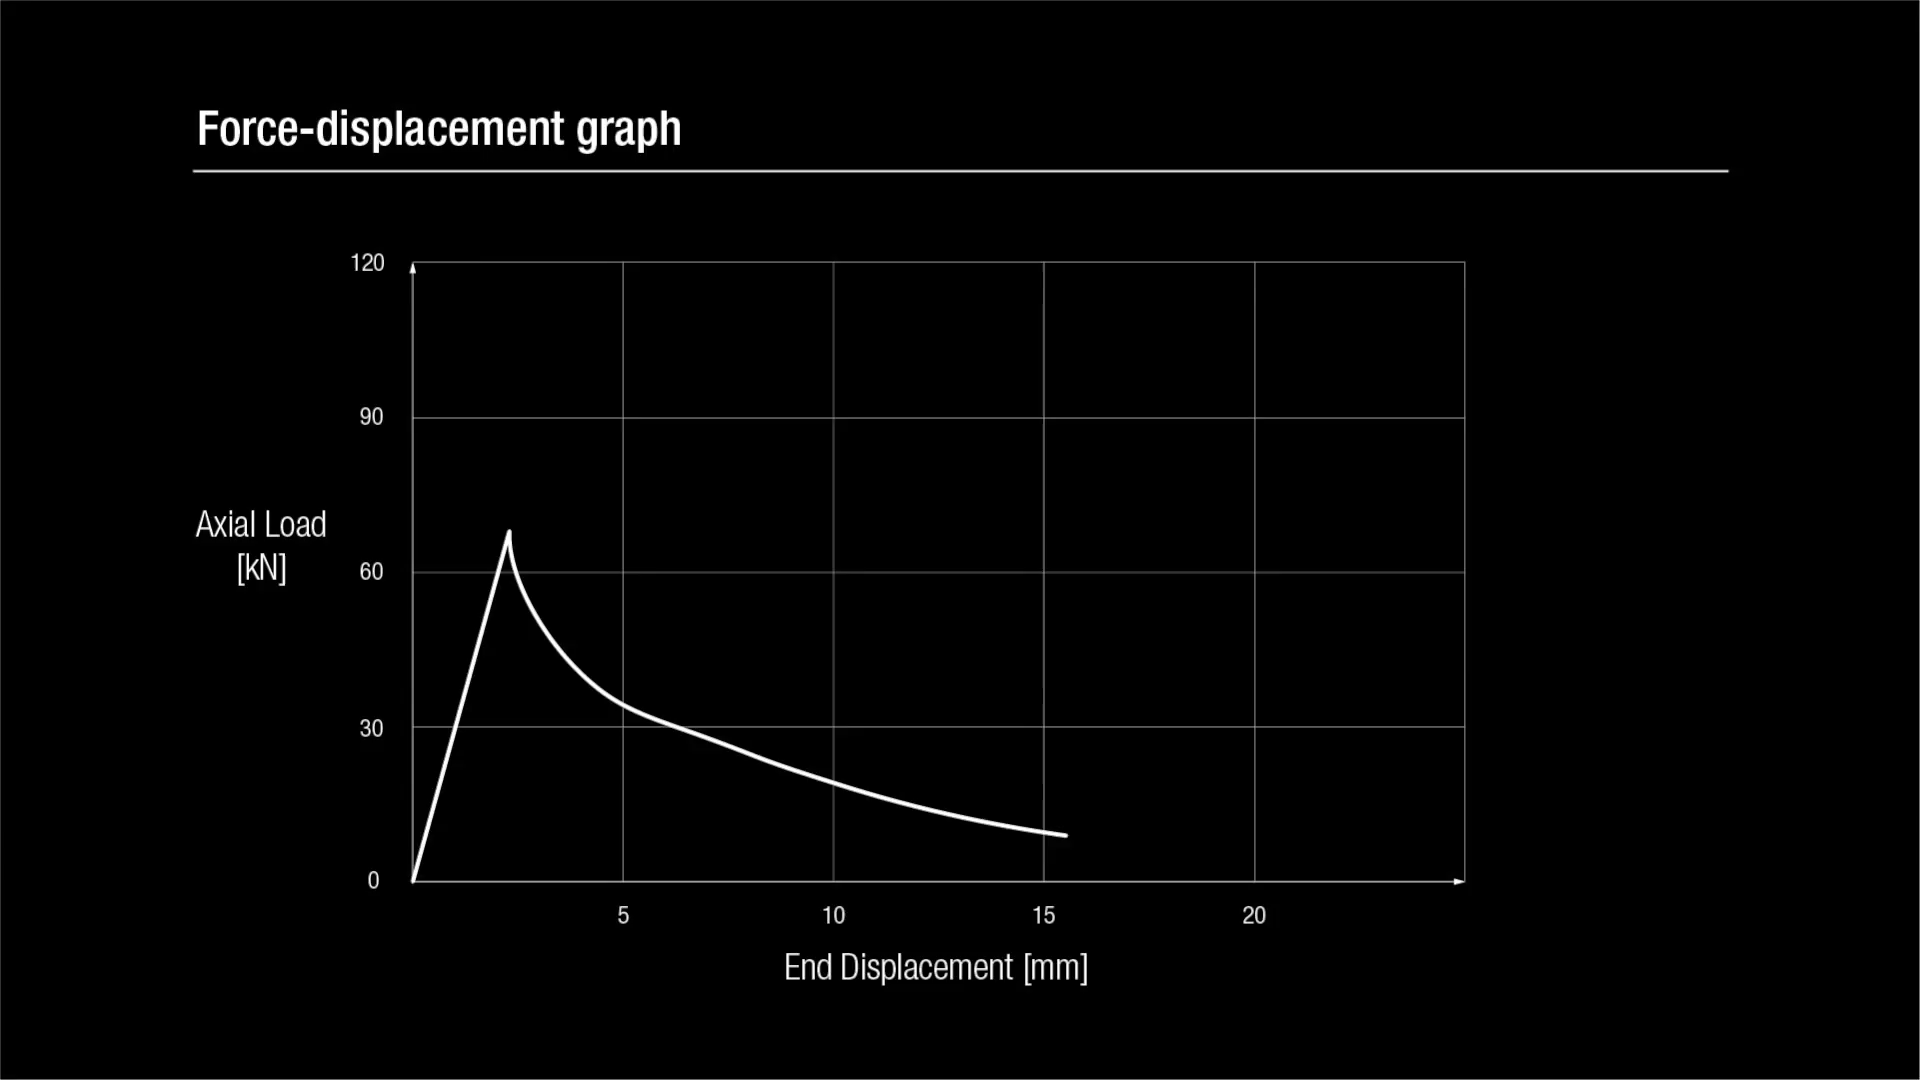 Force-displacement graph
120
90
Axial Load
[kN]
60
30
0
5 10 15 20
End Displacement [mm]